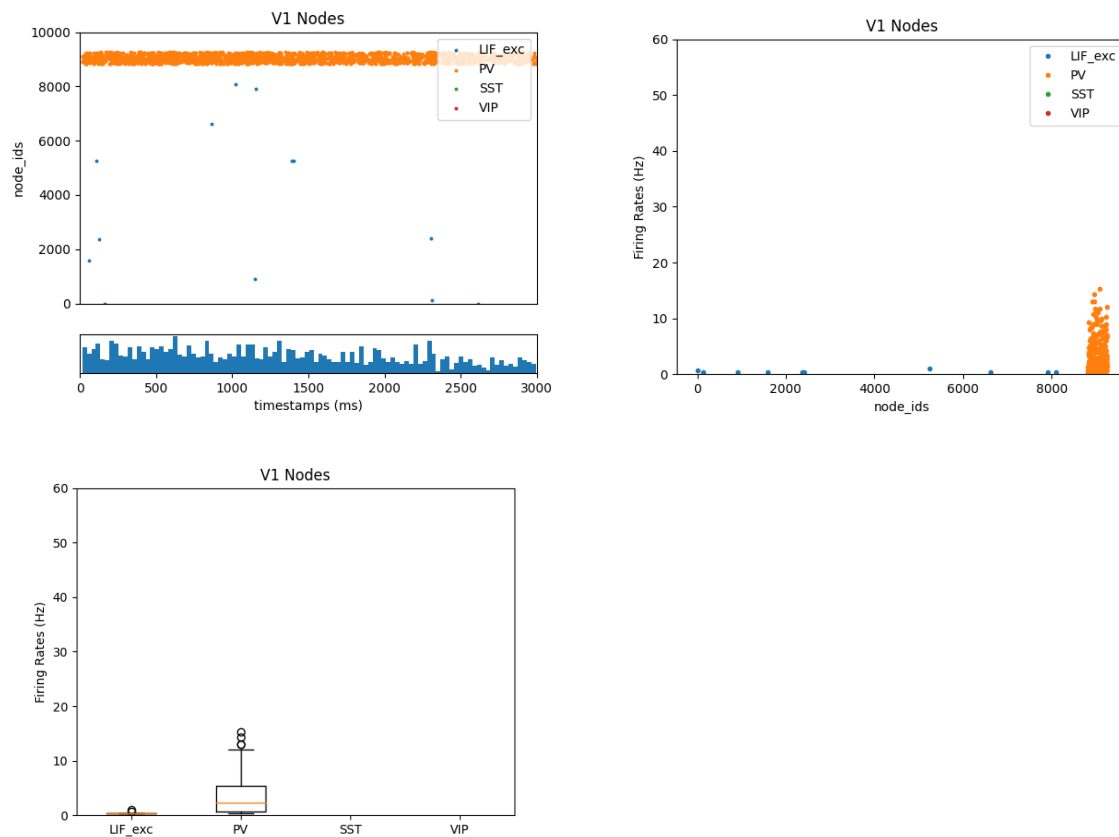 V1 Nodes
10000
8000
6000
4000
2000
0
node_ids
LIF_exc
PV
SST
VIP
0 500 1000 1500 2000 2500 3000
timestamps (ms)
V1 Nodes
60
50
40
30
20
10
0
Firing Rates (Hz)
LIF_exc
PV
SST
VIP
0 2000 4000 6000 8000
node_ids
V1 Nodes
60
50
40
30
20
10
0
Firing Rates (Hz)
LIF_exc PV SST VIP